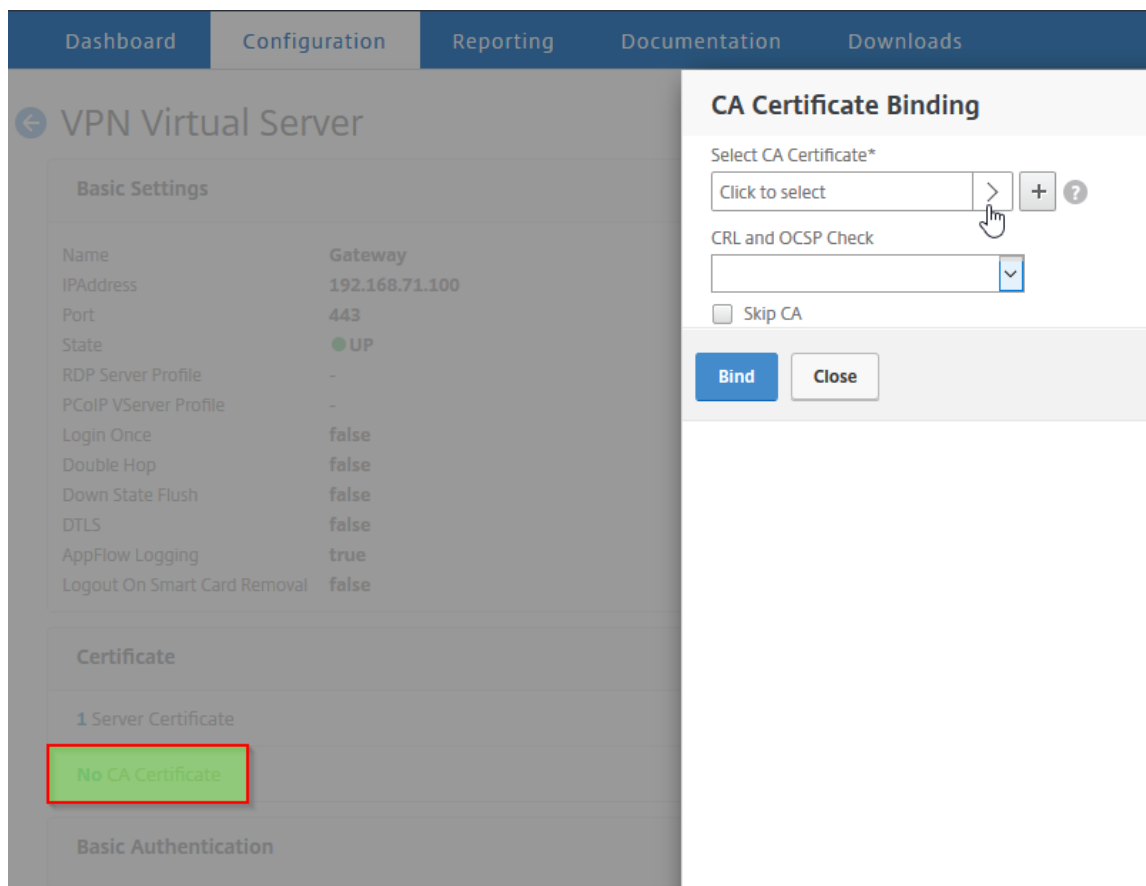 Dashboard Configuration Reporting Documentation Downloads
VPN Virtual Server
Basic Settings
Name Gateway
IPAddress 192.168.71.100
Port 443
State UP
RDP Server Profile -
PCoIP VServer Profile -
Login Once false
Double Hop false
Down State Flush false
DTLS false
AppFlow Logging true
Logout On Smart Card Removal false
Certificate
1 Server Certificate
No CA Certificate
Basic Authentication
CA Certificate Binding
Select CA Certificate*
Click to select > + ?
CRL and OCSP Check
Skip CA
Bind Close